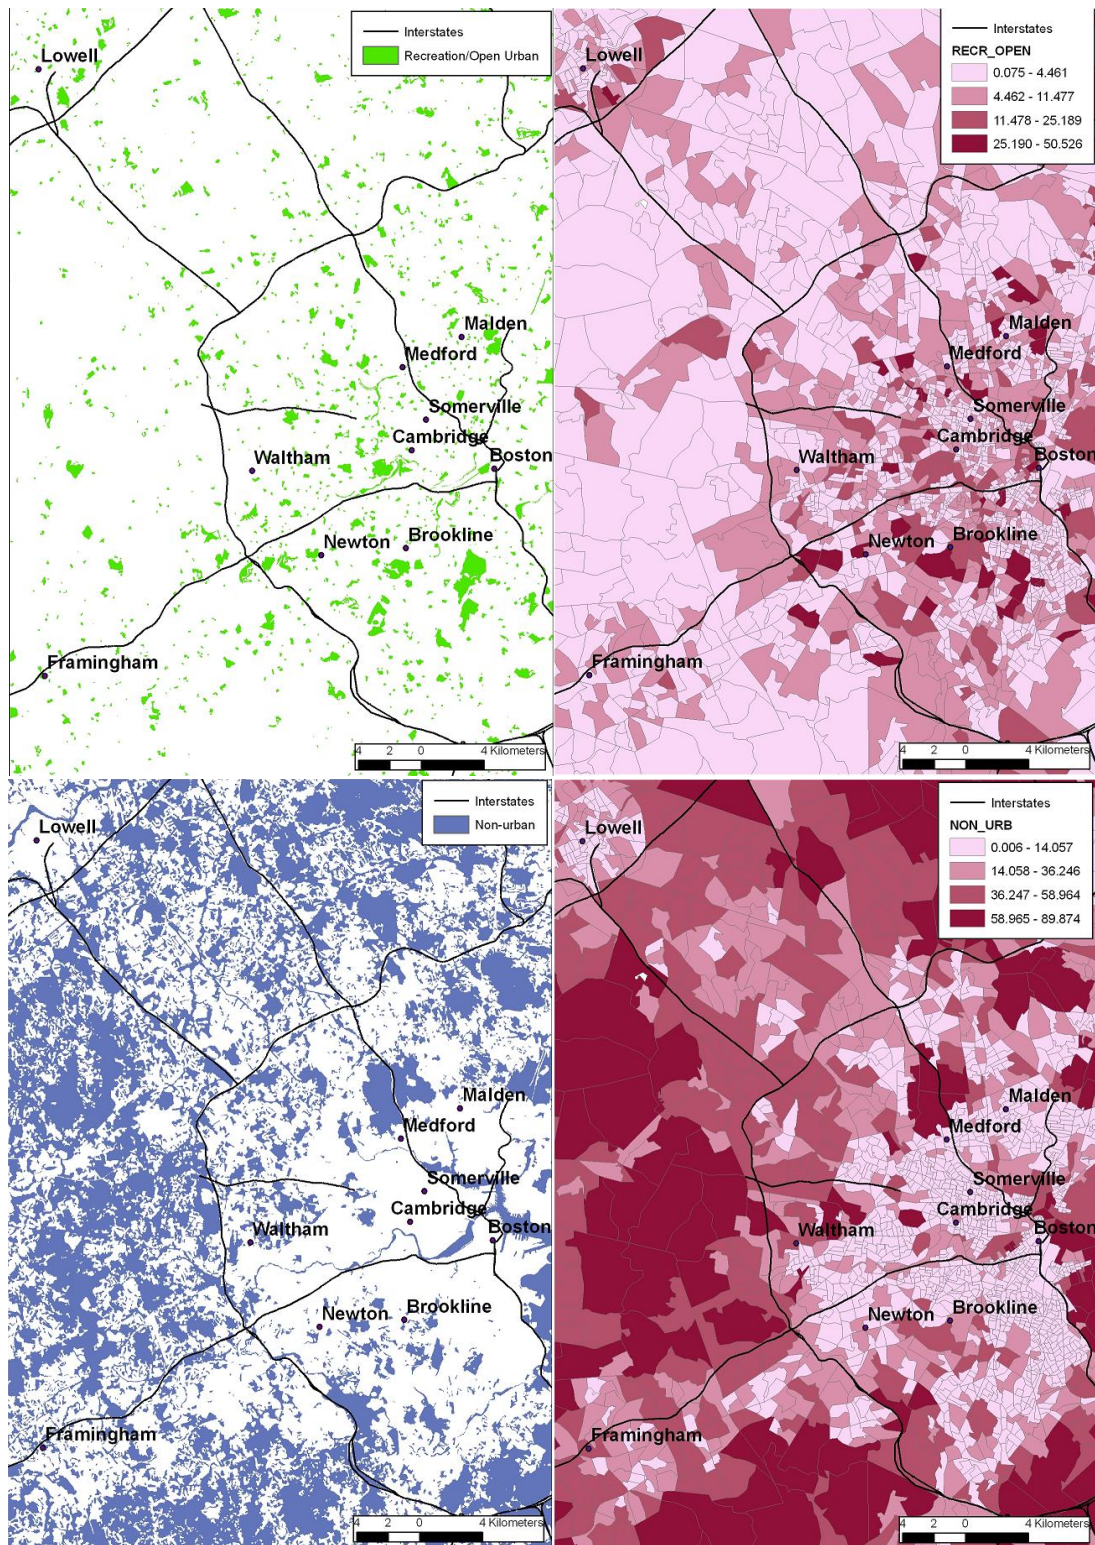 Interstates
Recreation/Open Urban
Lowell
Malden
Medford
Somerville
Cambridge
Waltham
Boston
Newton
Brookline
Framingham
4 2 0 4 Kilometers
Interstates
RECR_OPEN
0.075 - 4.461
4.462 - 11.477
11.478 - 25.189
25.190 - 50.526
Lowell
Malden
Medford
Somerville
Cambridge
Waltham
Boston
Newton
Brookline
Framingham
4 2 0 4 Kilometers
Interstates
Non-urban
Lowell
Malden
Medford
Somerville
Cambridge
Waltham
Boston
Newton
Brookline
Framingham
4 2 0 4 Kilometers
Interstates
NON_URB
0.006 - 14.057
14.058 - 36.246
36.247 - 58.964
58.965 - 89.874
Lowell
Malden
Medford
Somerville
Cambridge
Waltham
Boston
Newton
Brookline
Framingham
4 2 0 4 Kilometers